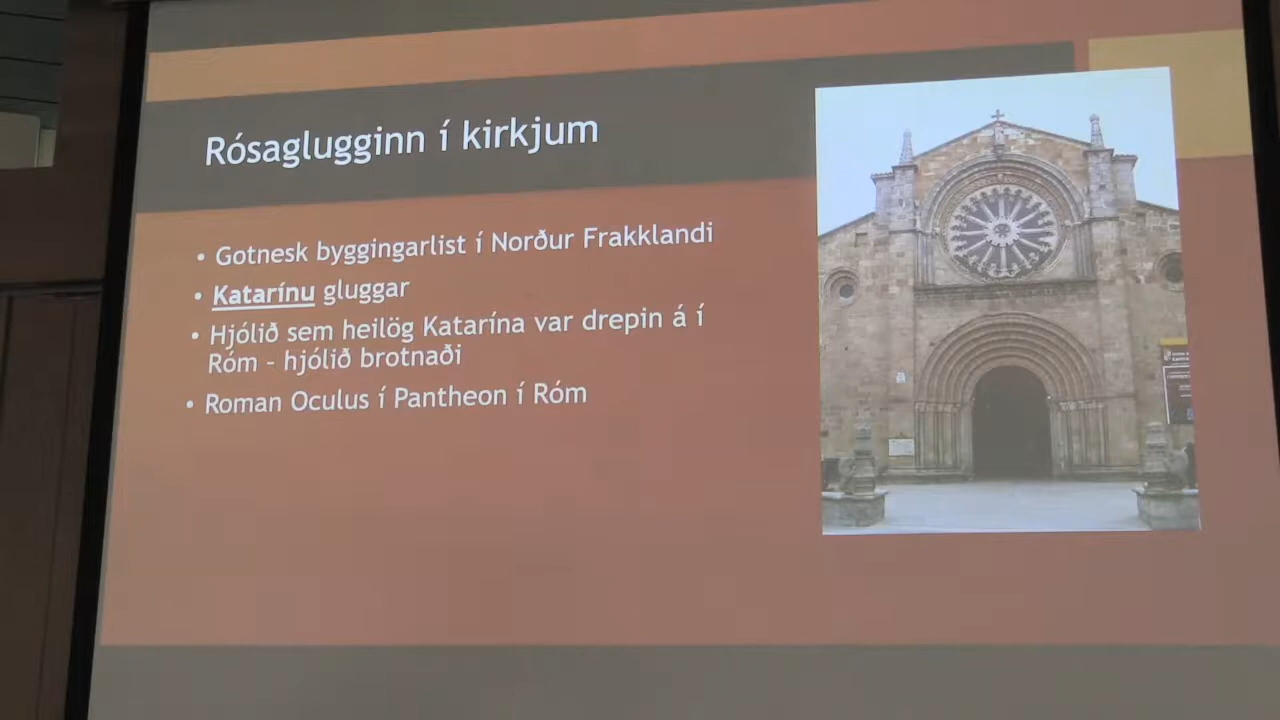 Rósaglugginn í kirkjum
• Gotnesk byggingarlist í Norður Frakklandi
• Katarínu gluggar
• Hjólið sem heilög Katarína var drepin á í
Róm – hjólið brotnaði
• Roman Oculus í Pantheon í Róm